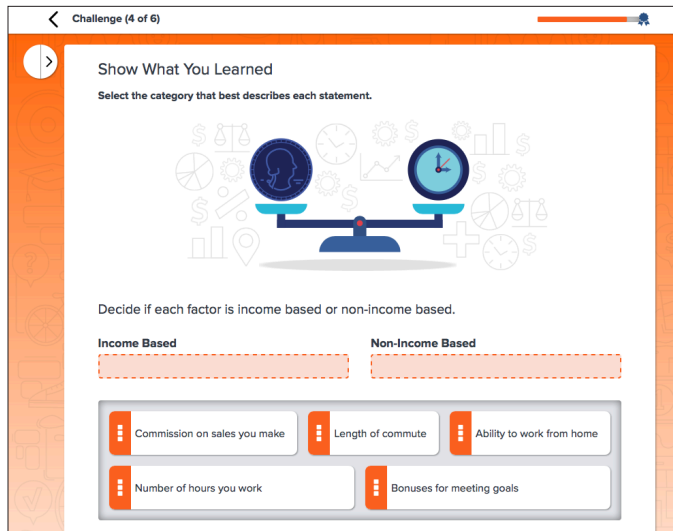 Challenge (4 of 6)
Show What You Learned
Select the category that best describes each statement.
Decide if each factor is income based or non-income based.
Income Based
Non-Income Based
Commission on sales you make
Length of commute
Ability to work from home
Number of hours you work
Bonuses for meeting goals